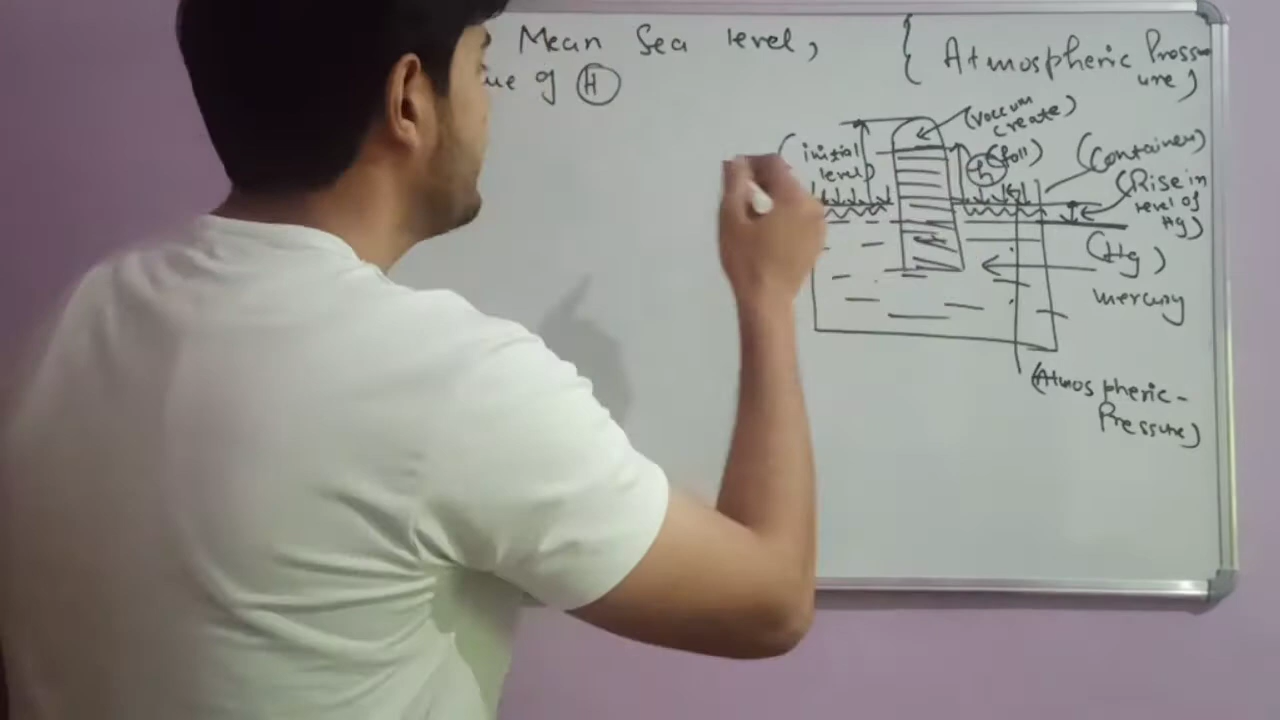 Mean Sea level,
ue of (H)
{ Atmospheric Pressure
ure)
(Vaccum
create)
(initial
level)
(h) (fall)
(Container)
(Rise in
level of
Hg)
(Hg)
mercury
(Atmospheric-
Pressure)